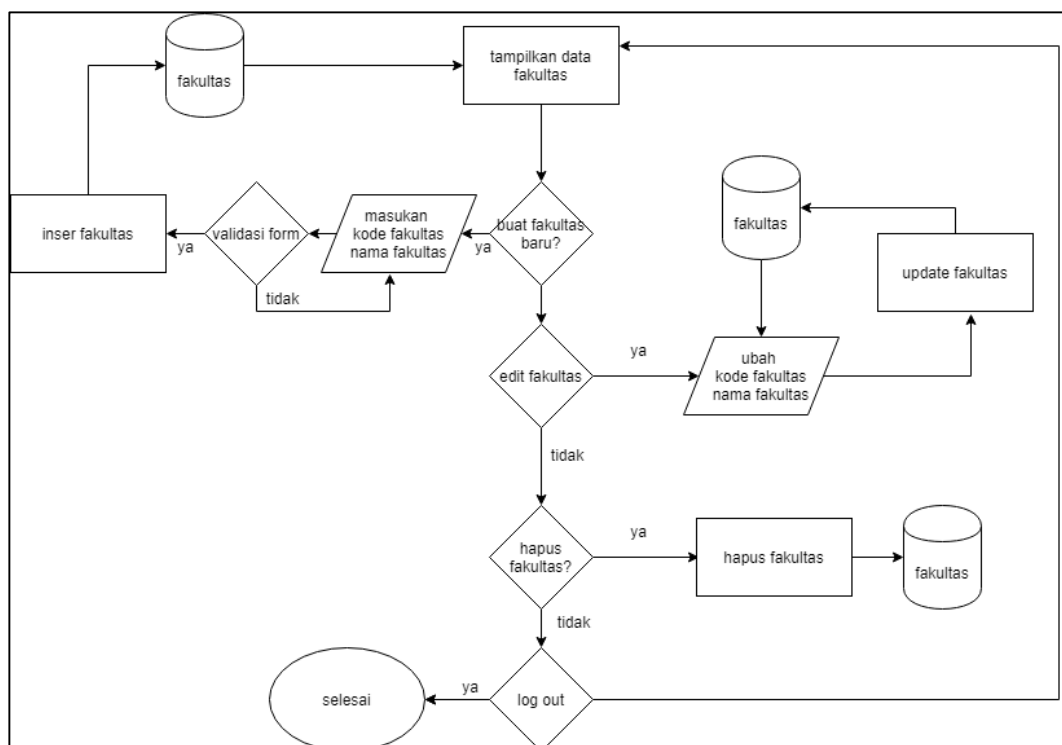 tampilkan data
fakultas
fakultas
buat fakultas
baru?
ya
masukan
kode fakultas
nama fakultas
validasi form
ya
tidak
inser fakultas
fakultas
update fakultas
edit fakultas
ya
ubah
kode fakultas
nama fakultas
tidak
hapus
fakultas?
ya
hapus fakultas
fakultas
tidak
log out
ya
selesai